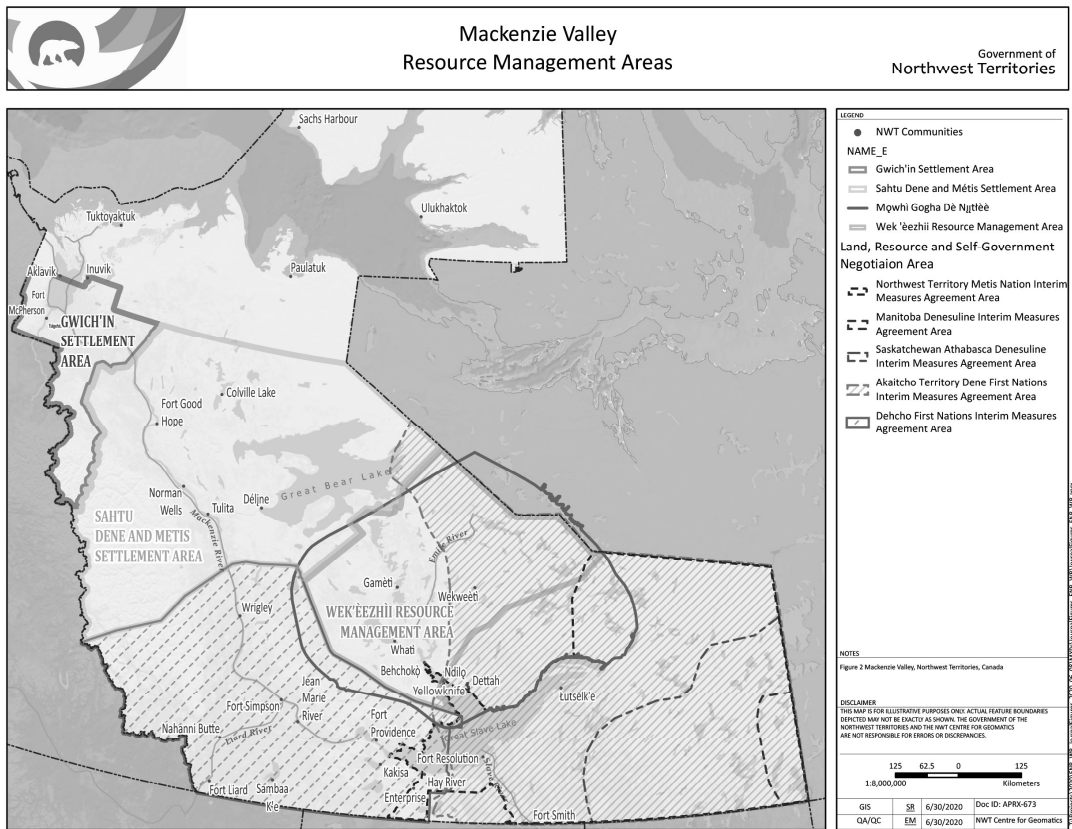 Mackenzie Valley
Resource Management Areas
Government of
Northwest Territories
Sachs Harbour
Ulukhaktok
Tuktoyaktuk
Paulatuk
Aklavik
Inuvik
Fort
McPherson
GWICH'IN
SETTLEMENT
AREA
Colville Lake
Fort Good
Hope
Great Bear Lake
Norman
Wells
Tulita
Déline
Mackenzie River
SAHTU
DENE AND METIS
SETTLEMENT AREA
Emile River
Gamètì
Wekweètì
WEK'ÈEZHÌI RESOURCE
MANAGEMENT AREA
Wrigley
Whatì
Behchokò
Ndilo
Dettah
Yellowknife
Łutselk'e
Jean
Marie
River
Fort Simpson
Fort
Providence
Great Slave Lake
Nahanni Butte
Liard River
Fort Resolution
Kakisa
Hay River
Fort Liard
Sambaa
K'e
Enterprise
Fort Smith
LEGEND
NWT Communities
NAME_E
Gwich'in Settlement Area
Sahtu Dene and Métis Settlement Area
Mǫwhì Gogha Dè Nįįtłèè
Wek 'èezhii Resource Management Area
Land, Resource and Self-Government
Negotiaion Area
Northwest Territory Metis Nation Interim
Measures Agreement Area
Manitoba Denesuline Interim Measures
Agreement Area
Saskatchewan Athabasca Denesuline
Interim Measures Agreement Area
Akaitcho Territory Dene First Nations
Interim Measures Agreement Area
Dehcho First Nations Interim Measures
Agreement Area
NOTES
Figure 2 Mackenzie Valley, Northwest Territories, Canada
DISCLAIMER
THIS MAP IS FOR ILLUSTRATIVE PURPOSES ONLY. ACTUAL FEATURE BOUNDARIES
DEPICTED MAY NOT BE EXACTLY AS SHOWN. THE GOVERNMENT OF THE
NORTHWEST TERRITORIES AND THE NWT CENTRE FOR GEOMATICS
ARE NOT RESPONSIBLE FOR ERRORS OR DISCREPANCIES.
125 62.5 0 125
1:8,000,000 Kilometers
GIS SR 6/30/2020 Doc ID: APRX-673
QA/QC EM 6/30/2020 NWT Centre for Geomatics